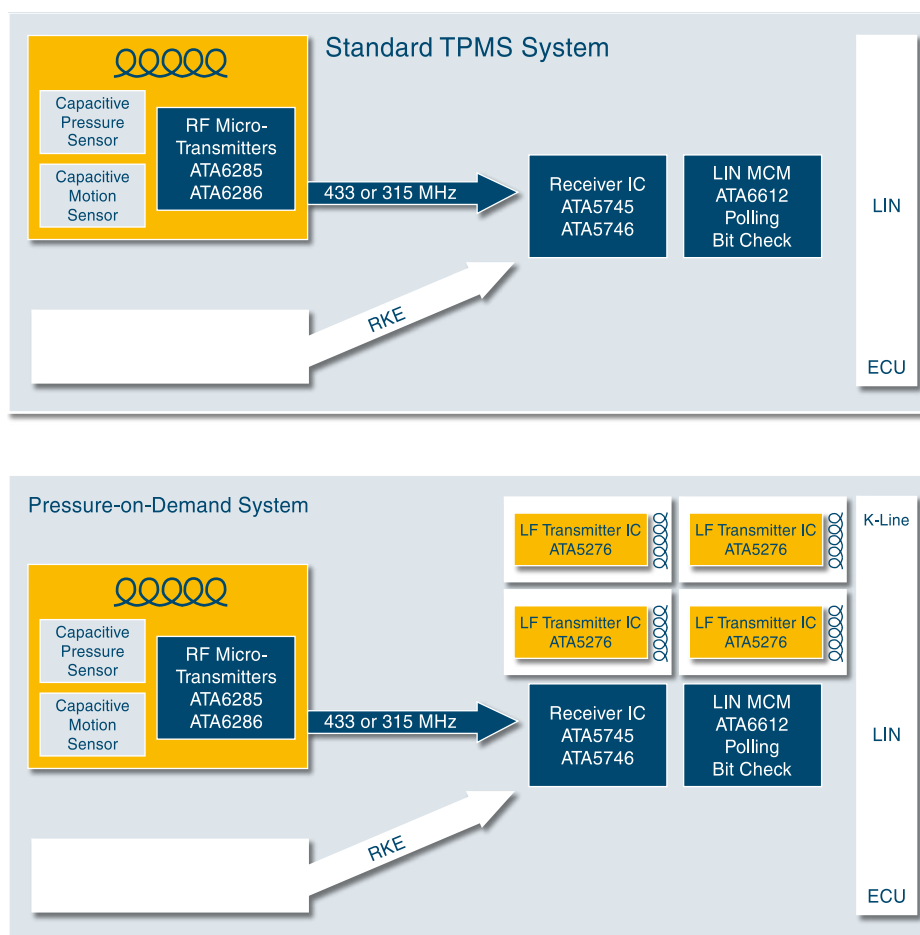 Standard TPMS System
Capacitive
Pressure
Sensor
Capacitive
Motion
Sensor
RF Micro-
Transmitters
ATA6285
ATA6286
433 or 315 MHz
Receiver IC
ATA5745
ATA5746
LIN MCM
ATA6612
Polling
Bit Check
LIN
RKE
ECU
Pressure-on-Demand System
LF Transmitter IC
ATA5276
LF Transmitter IC
ATA5276
K-Line
LF Transmitter IC
ATA5276
LF Transmitter IC
ATA5276
Capacitive
Pressure
Sensor
Capacitive
Motion
Sensor
RF Micro-
Transmitters
ATA6285
ATA6286
433 or 315 MHz
Receiver IC
ATA5745
ATA5746
LIN MCM
ATA6612
Polling
Bit Check
LIN
RKE
ECU